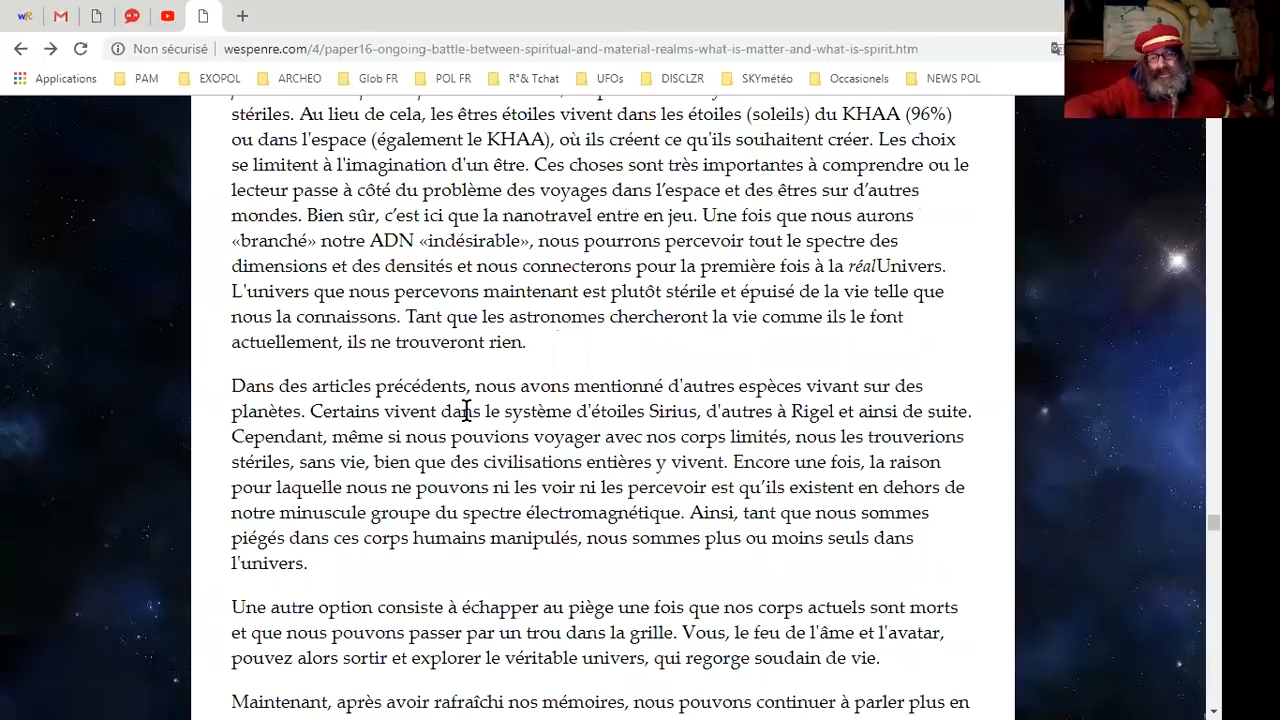 Non sécurisé
wespenre.com/4/paper16-ongoing-battle-between-spiritual-and-material-realms-what-is-matter-and-what-is-spirit.htm
Applications PAM EXOPOL ARCHEO Glob FR POL FR R°& Tchat UFOs DISCLZR SKYmétéo Occasionels NEWS POL
stériles. Au lieu de cela, les êtres étoiles vivent dans les étoiles (soleils) du KHAA (96%)
ou dans l'espace (également le KHAA), où ils créent ce qu'ils souhaitent créer. Les choix
se limitent à l'imagination d'un être. Ces choses sont très importantes à comprendre ou le
lecteur passe à côté du problème des voyages dans l’espace et des êtres sur d’autres
mondes. Bien sûr, c’est ici que la nanotravel entre en jeu. Une fois que nous aurons
«branché» notre ADN «indésirable», nous pourrons percevoir tout le spectre des
dimensions et des densités et nous connecterons pour la première fois à la réalUnivers.
L'univers que nous percevons maintenant est plutôt stérile et épuisé de la vie telle que
nous la connaissons. Tant que les astronomes chercheront la vie comme ils le font
actuellement, ils ne trouveront rien.
Dans des articles précédents, nous avons mentionné d'autres espèces vivant sur des
planètes. Certains vivent dans le système d'étoiles Sirius, d'autres à Rigel et ainsi de suite.
Cependant, même si nous pouvions voyager avec nos corps limités, nous les trouverions
stériles, sans vie, bien que des civilisations entières y vivent. Encore une fois, la raison
pour laquelle nous ne pouvons ni les voir ni les percevoir est qu’ils existent en dehors de
notre minuscule groupe du spectre électromagnétique. Ainsi, tant que nous sommes
piégés dans ces corps humains manipulés, nous sommes plus ou moins seuls dans
l'univers.
Une autre option consiste à échapper au piège une fois que nos corps actuels sont morts
et que nous pouvons passer par un trou dans la grille. Vous, le feu de l'âme et l'avatar,
pouvez alors sortir et explorer le véritable univers, qui regorge soudain de vie.
Maintenant, après avoir rafraîchi nos mémoires, nous pouvons continuer à parler plus en